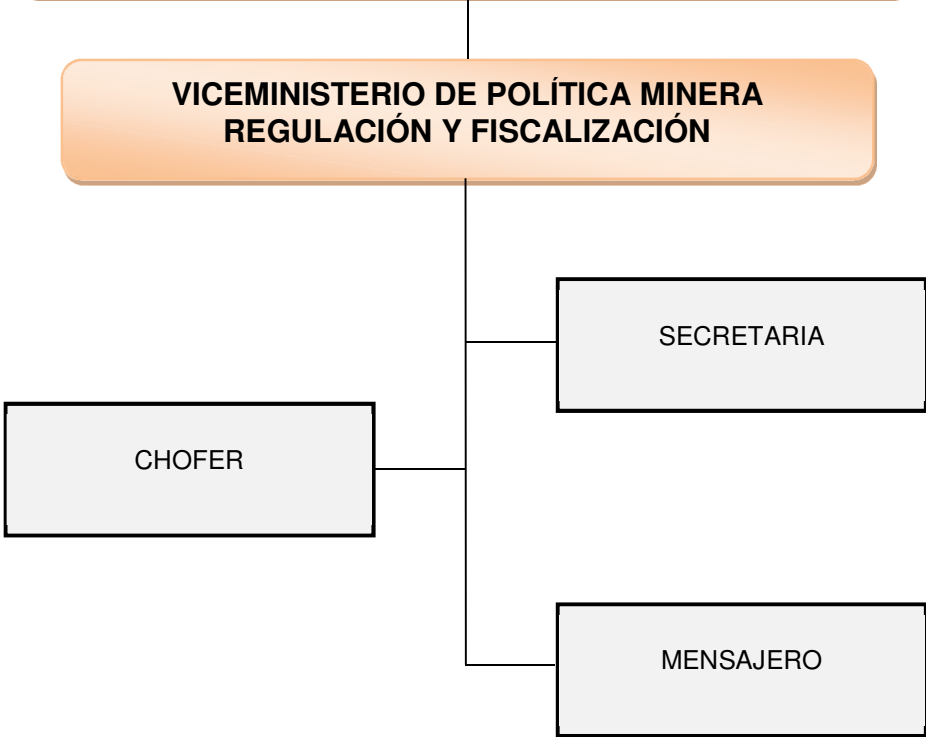 VICEMINISTERIO DE POLÍTICA MINERA
REGULACIÓN Y FISCALIZACIÓN
SECRETARIA
CHOFER
MENSAJERO